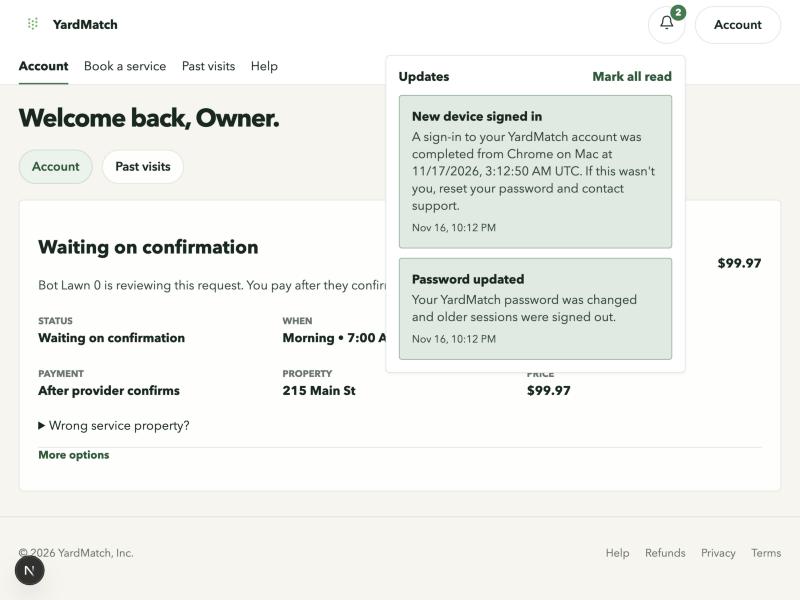 YardMatch
2
Account
Account
Book a service
Past visits
Help
Updates
Mark all read
New device signed in
A sign-in to your YardMatch account was
completed from Chrome on Mac at
11/17/2026, 3:12:50 AM UTC. If this wasn't
you, reset your password and contact
support.
Nov 16, 10:12 PM
Password updated
Your YardMatch password was changed
and older sessions were signed out.
Nov 16, 10:12 PM
Welcome back, Owner.
Account
Past visits
Waiting on confirmation
$99.97
Bot Lawn 0 is reviewing this request. You pay after they
STATUS
Waiting on confirmation
WHEN
Morning • 7:00
PAYMENT
After provider confirms
PROPERTY
215 Main St
PRICE
$99.97
Wrong service property?
More options
© 2026 YardMatch, Inc.
Help
Refunds
Privacy
Terms
N